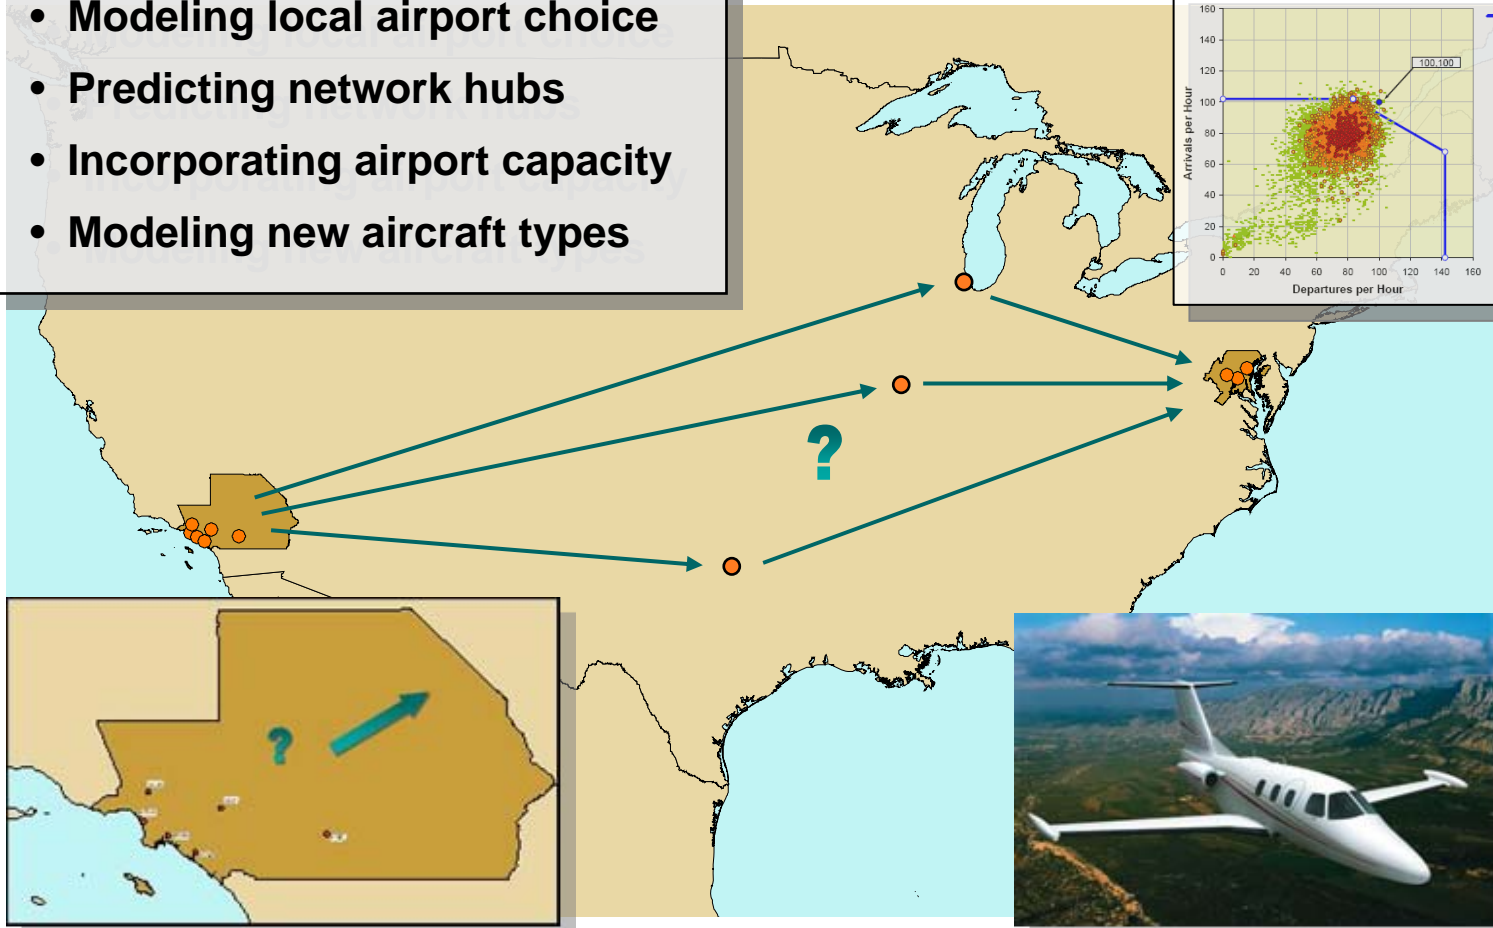 • Modeling local airport choice
• Predicting network hubs
• Incorporating airport capacity
• Modeling new aircraft types
160
140
120
100
80
60
40
20
0
Arrivals per Hour
100,100
0 20 40 60 80 100 120 140 160
Departures per Hour
?
?